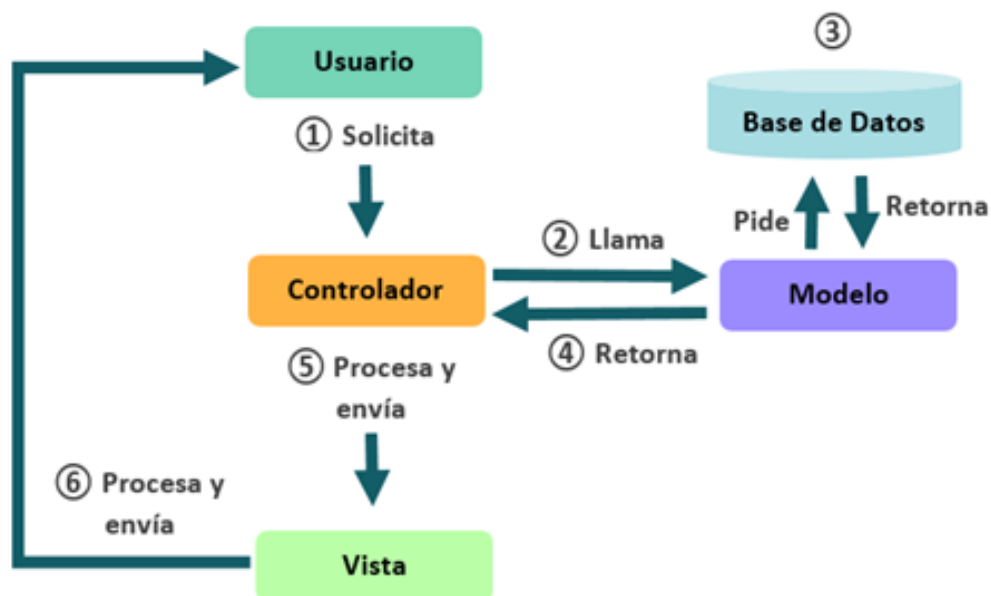 Usuario
① Solicita
③
Base de Datos
Pide
Retorna
② Llama
Controlador
Modelo
④ Retorna
⑤ Procesa y
envía
⑥ Procesa y
envía
Vista